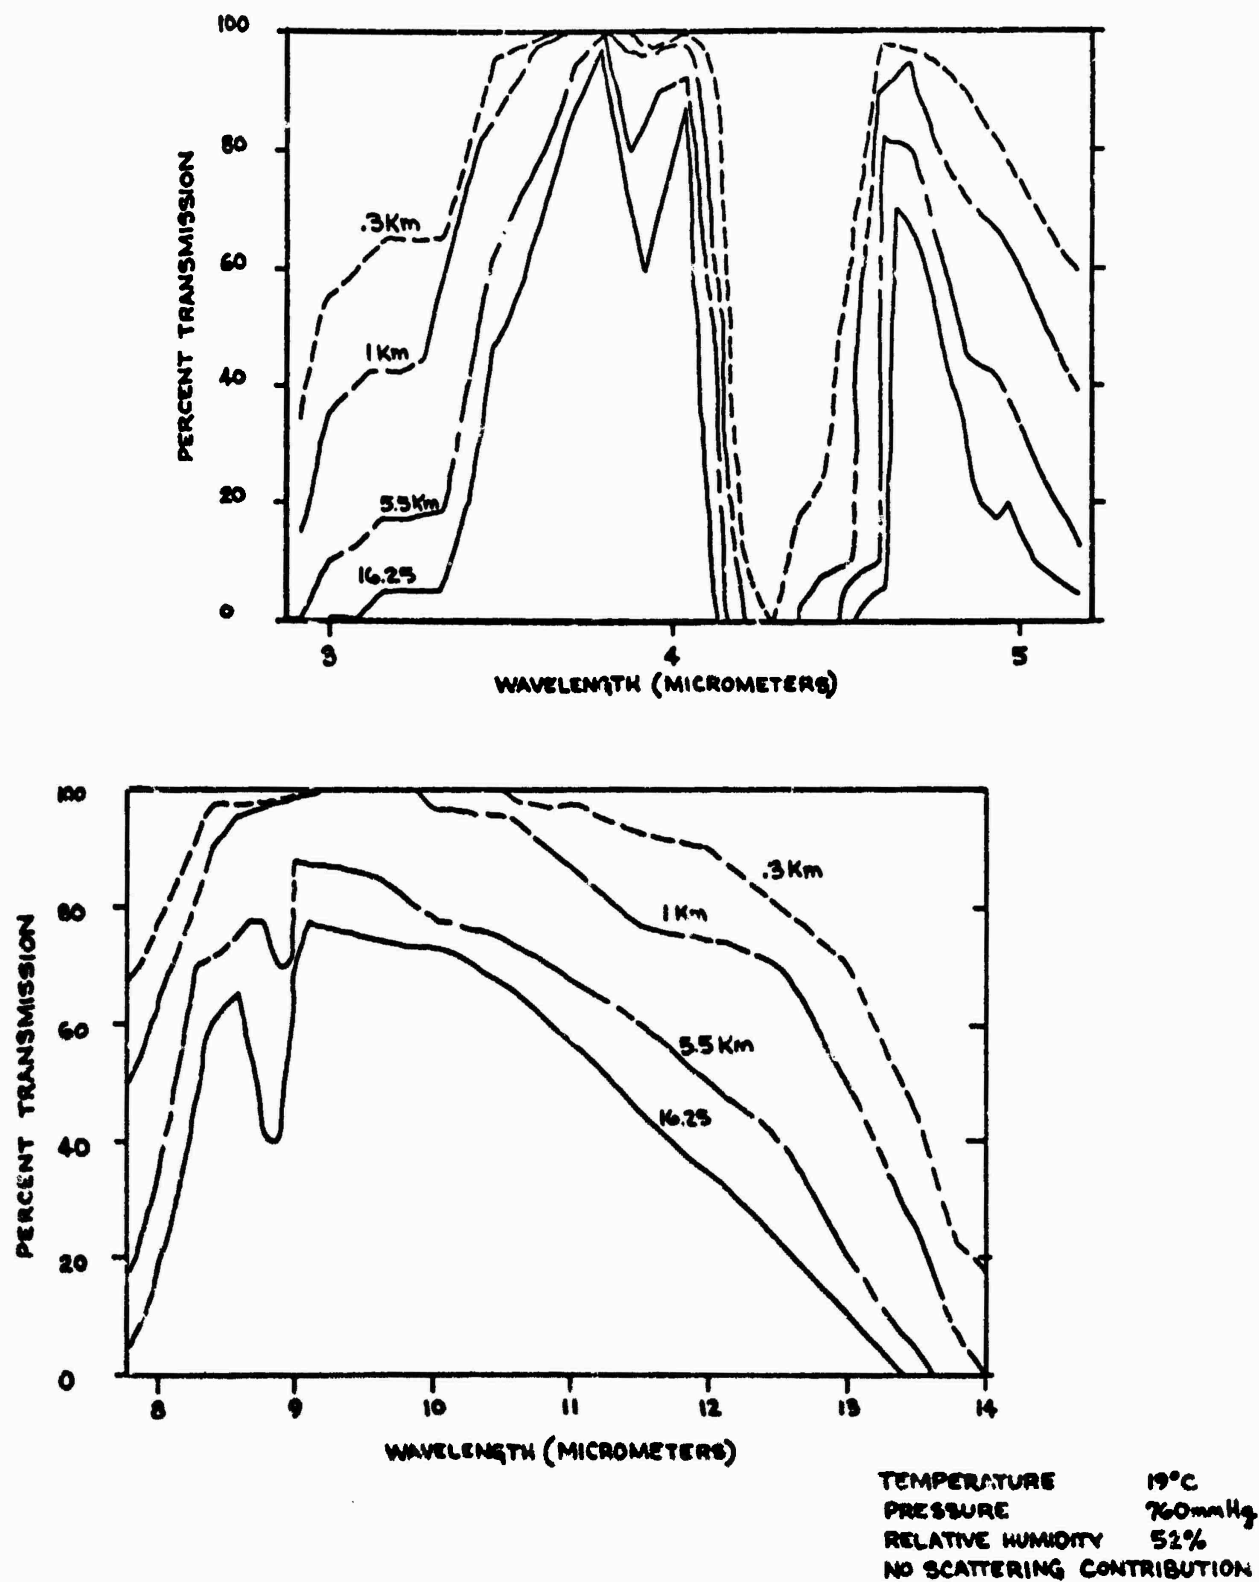 100
80
60
40
20
0
PERCENT TRANSMISSION
.3Km
1Km
5.5Km
16.25
3 4 5
WAVELENGTH (MICROMETERS)
100
80
60
40
20
0
PERCENT TRANSMISSION
.3Km
1Km
5.5Km
16.25
8 9 10 11 12 13 14
WAVELENGTH (MICROMETERS)
TEMPERATURE 19°C
PRESSURE 760mmHg
RELATIVE HUMIDITY 52%
NO SCATTERING CONTRIBUTION